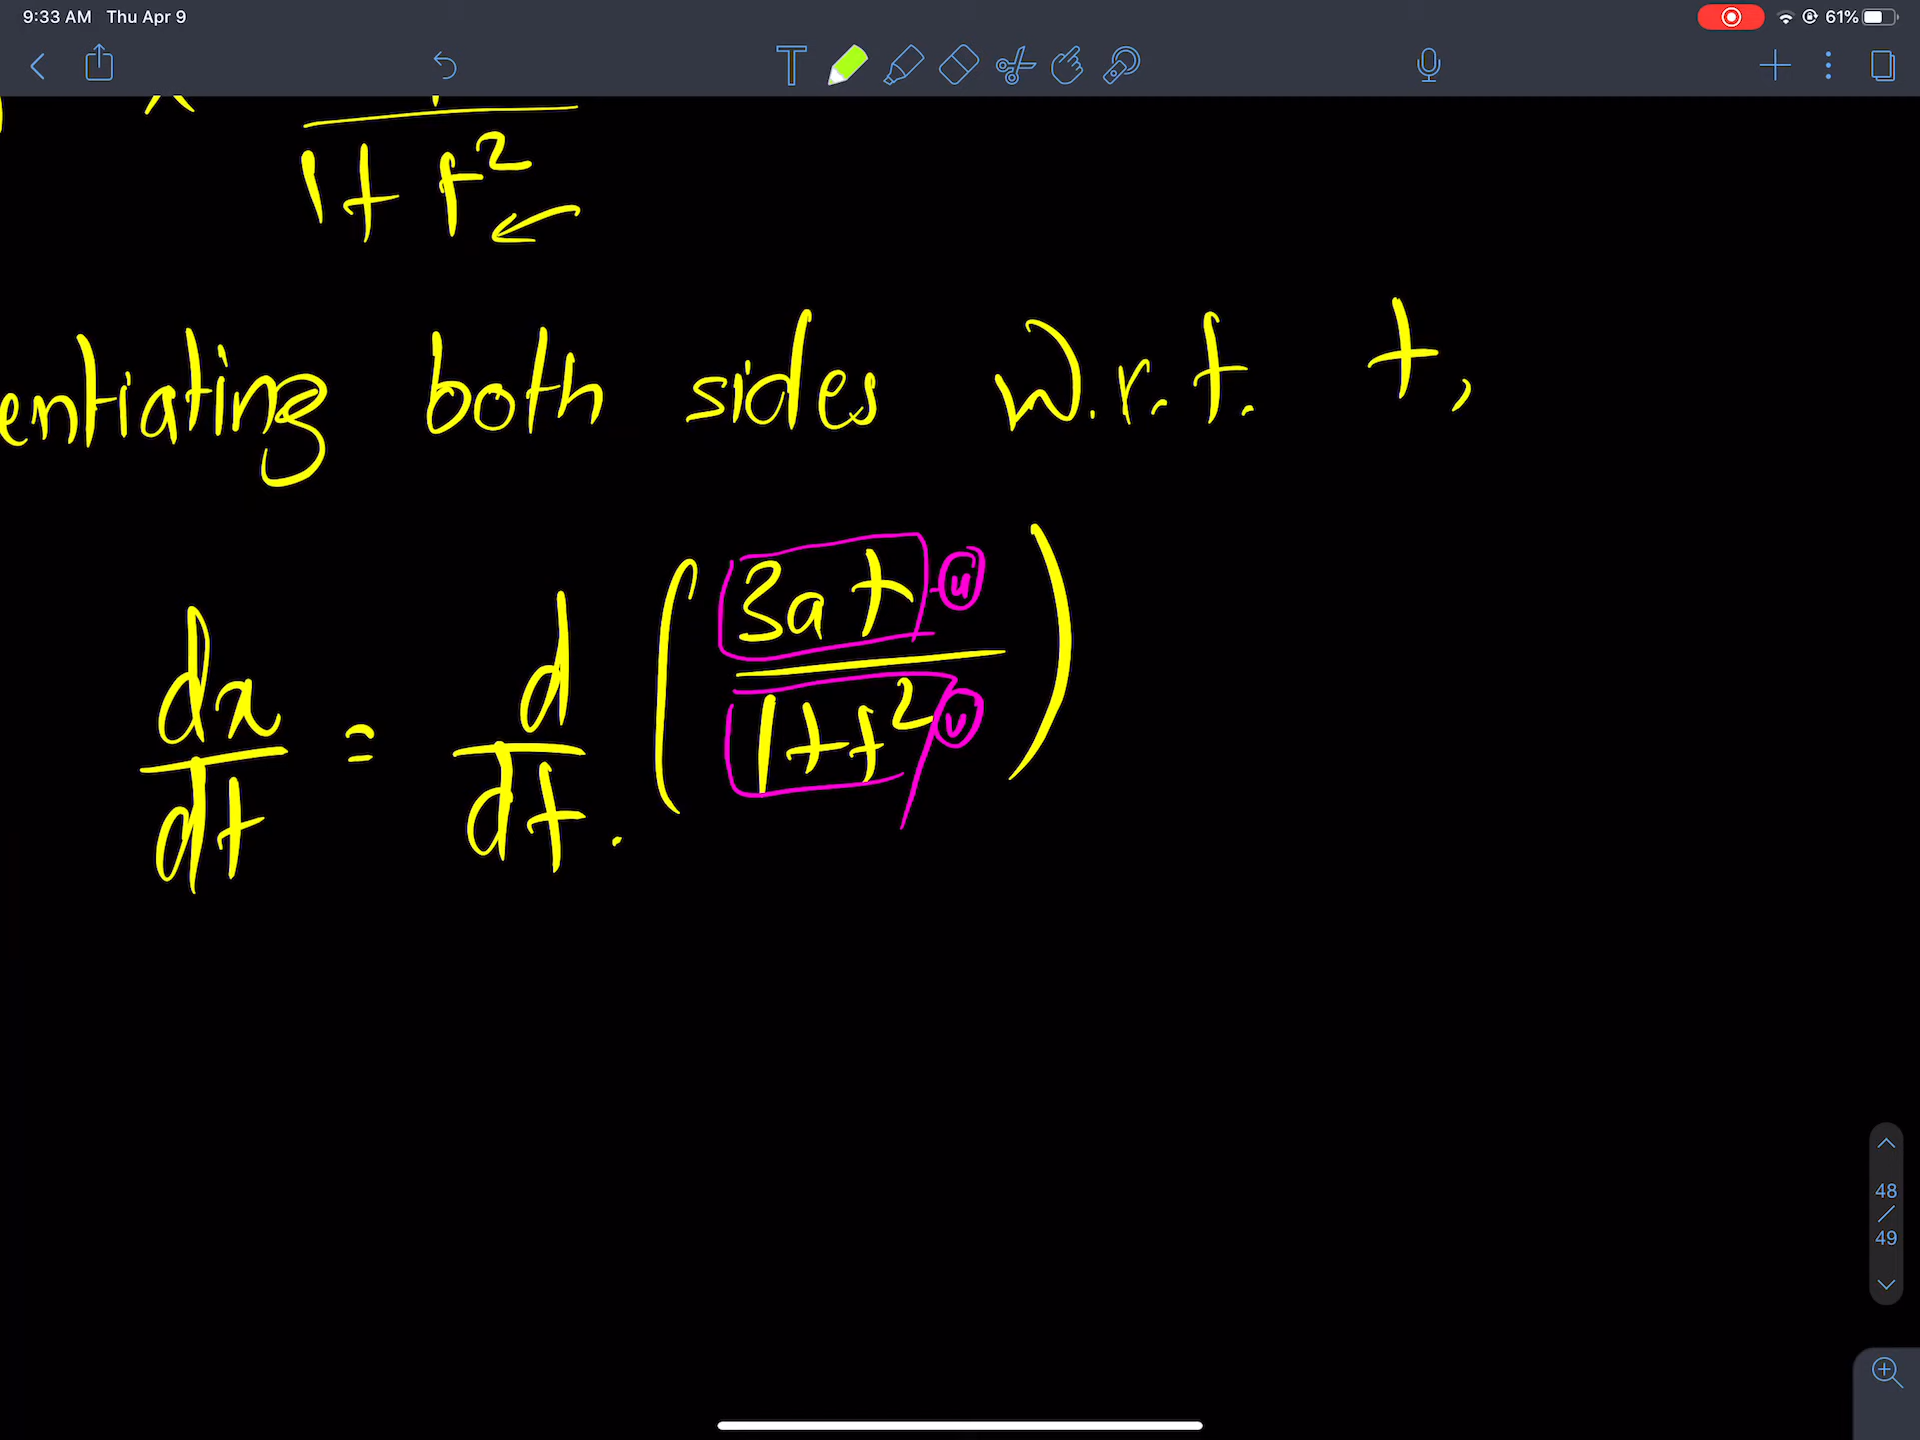 9:33 AM Thu Apr 9
61%
T
x
1+t²
entiating both sides w.r.t. t,
dx/dt = d/dt . (3at/1+t²)
u
v
48
/
49